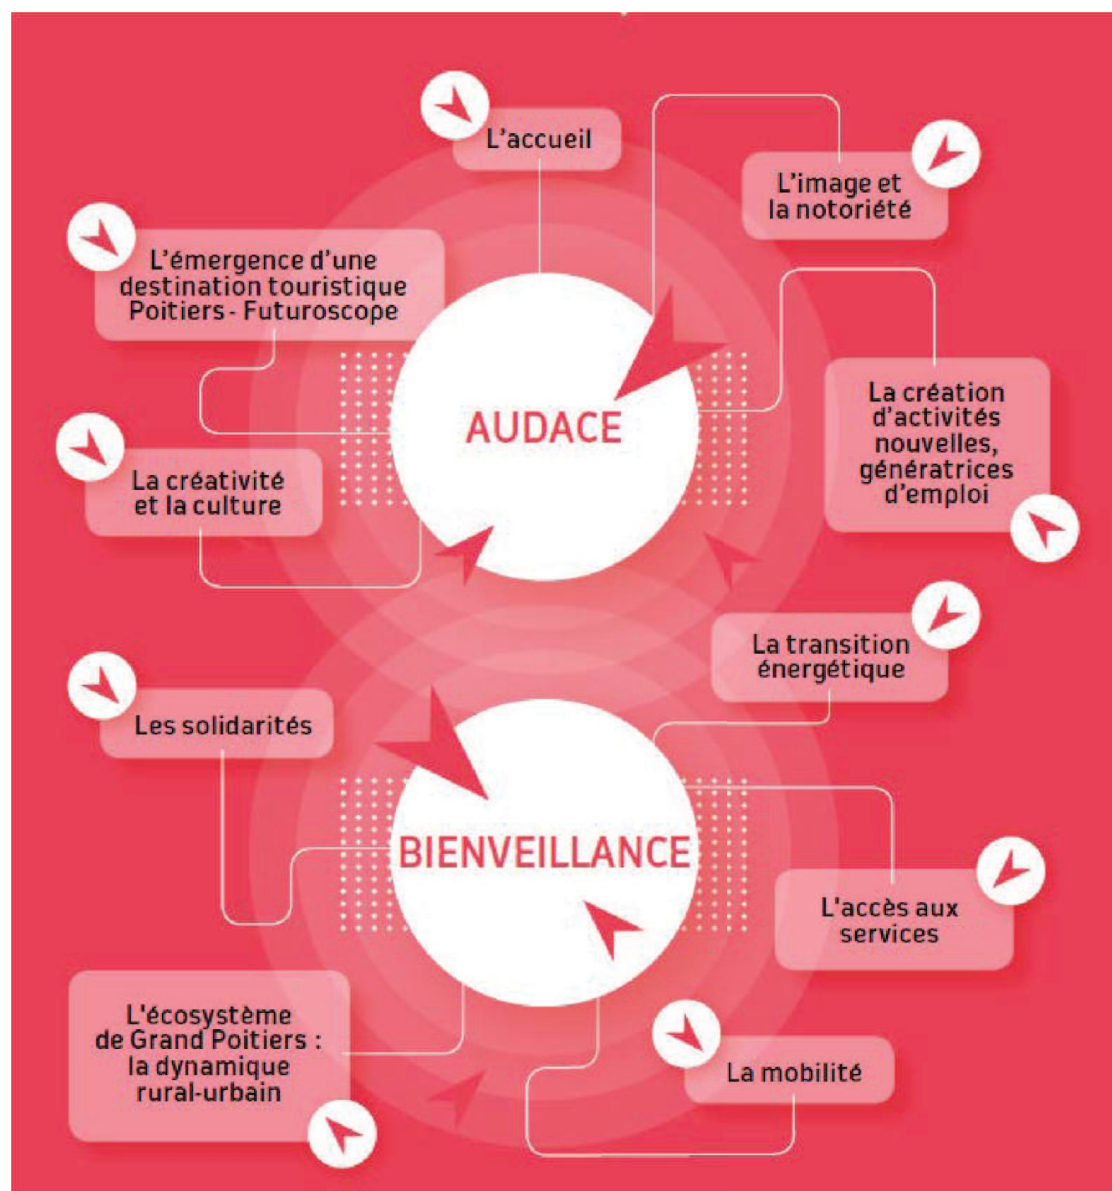 L'accueil
L'image et
la notoriété
L'émergence d'une
destination touristique
Poitiers - Futuroscope
La création
d'activités
nouvelles,
génératrices
d'emploi
AUDACE
La créativité
et la culture
La transition
énergétique
Les solidarités
BIENVEILLANCE
L'accès aux
services
L'écosystème
de Grand Poitiers :
la dynamique
rural-urbain
La mobilité